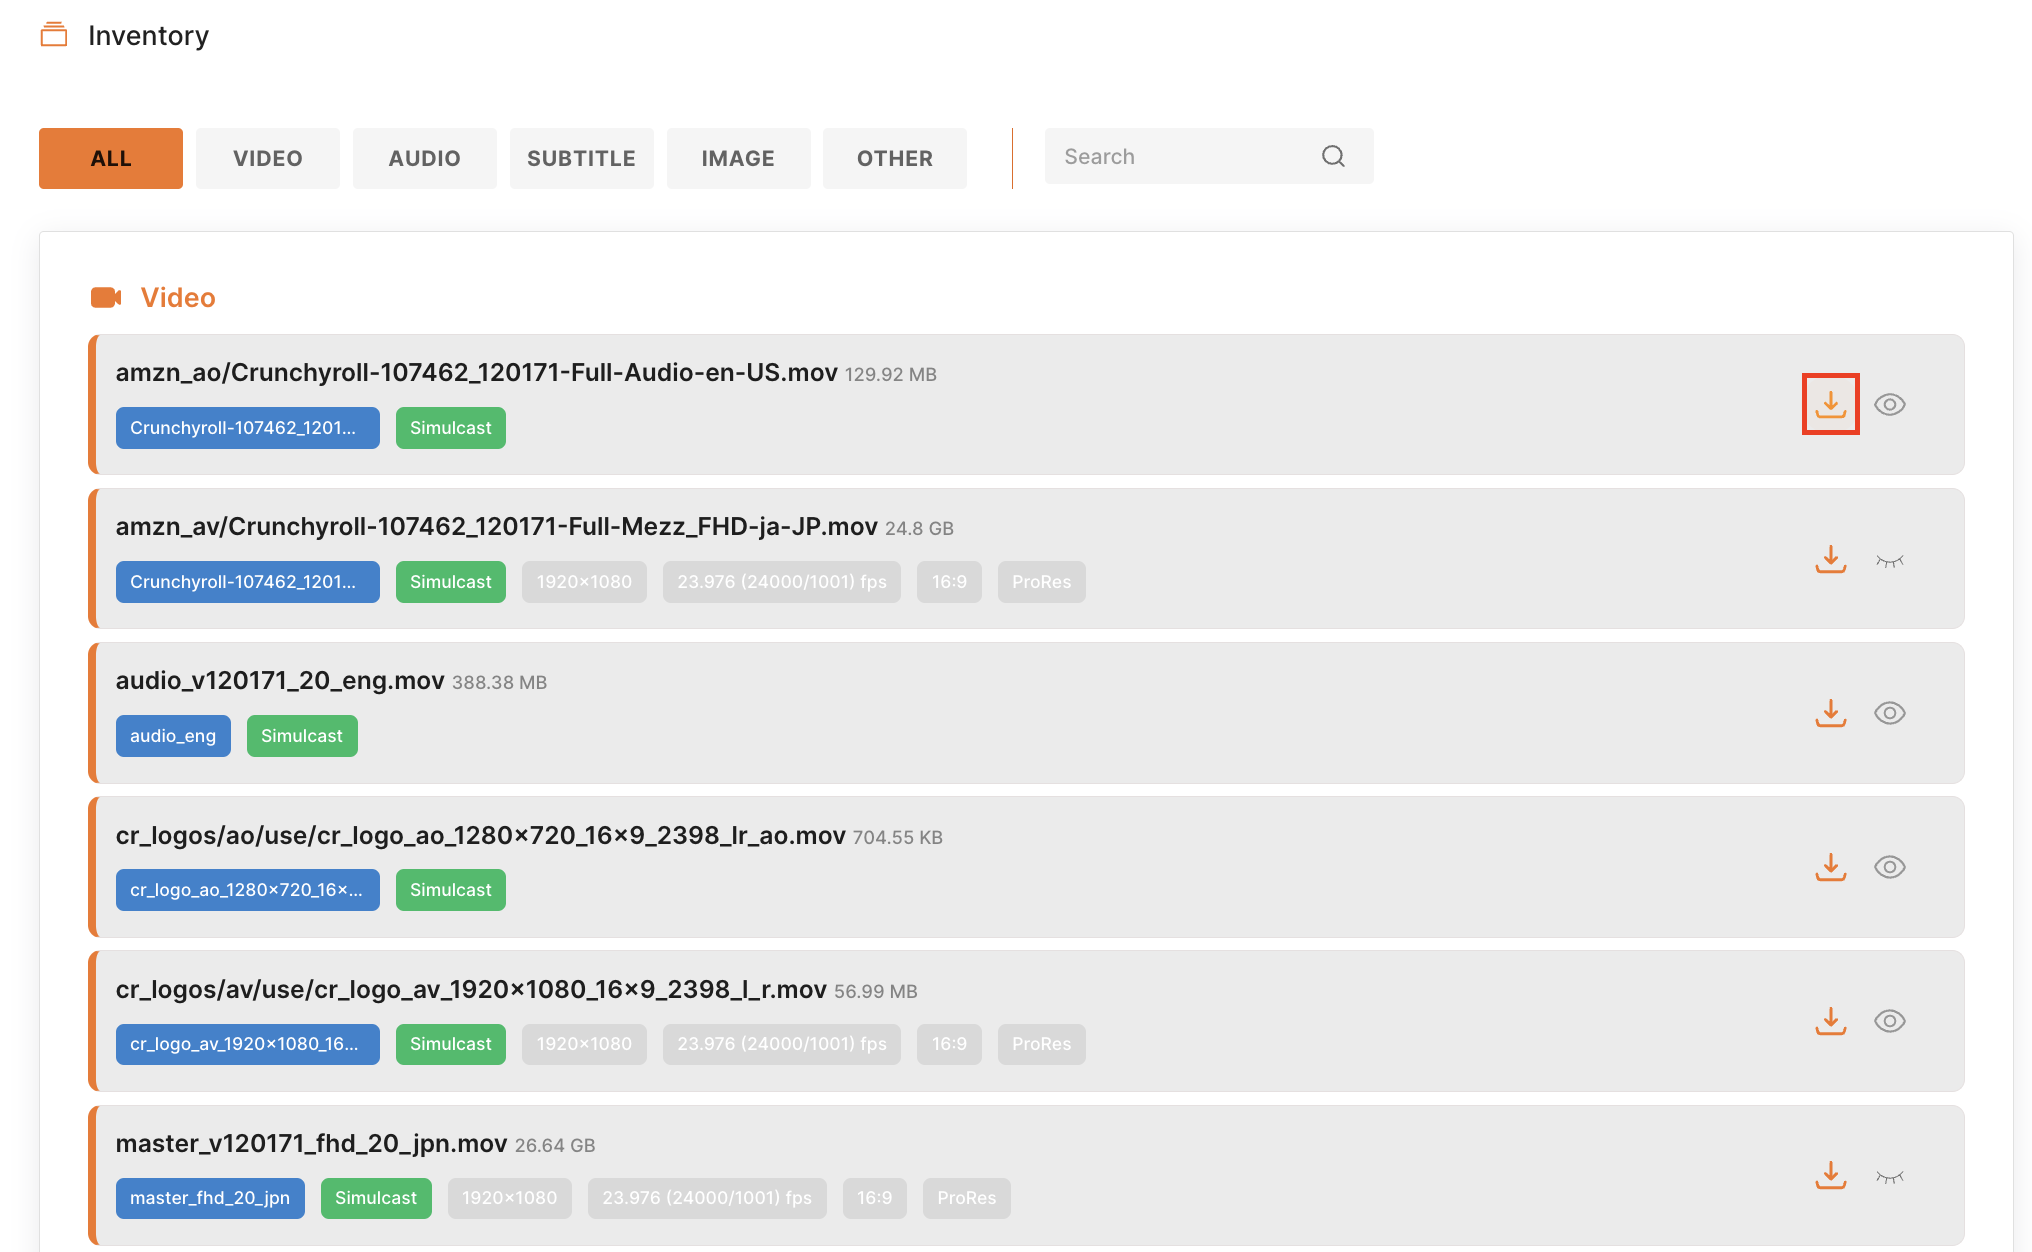 Inventory
ALL VIDEO AUDIO SUBTITLE IMAGE OTHER Search
Video
amzn_ao/Crunchyroll-107462_120171-Full-Audio-en-US.mov 129.92 MB
Crunchyroll-107462_1201... Simulcast
amzn_av/Crunchyroll-107462_120171-Full-Mezz_FHD-ja-JP.mov 24.8 GB
Crunchyroll-107462_1201... Simulcast 1920×1080 23.976 (24000/1001) fps 16:9 ProRes
audio_v120171_20_eng.mov 388.38 MB
audio_eng Simulcast
cr_logos/ao/use/cr_logo_ao_1280×720_16×9_2398_lr_ao.mov 704.55 KB
cr_logo_ao_1280×720_16×... Simulcast
cr_logos/av/use/cr_logo_av_1920×1080_16×9_2398_l_r.mov 56.99 MB
cr_logo_av_1920×1080_16... Simulcast 1920×1080 23.976 (24000/1001) fps 16:9 ProRes
master_v120171_fhd_20_jpn.mov 26.64 GB
master_fhd_20_jpn Simulcast 1920×1080 23.976 (24000/1001) fps 16:9 ProRes